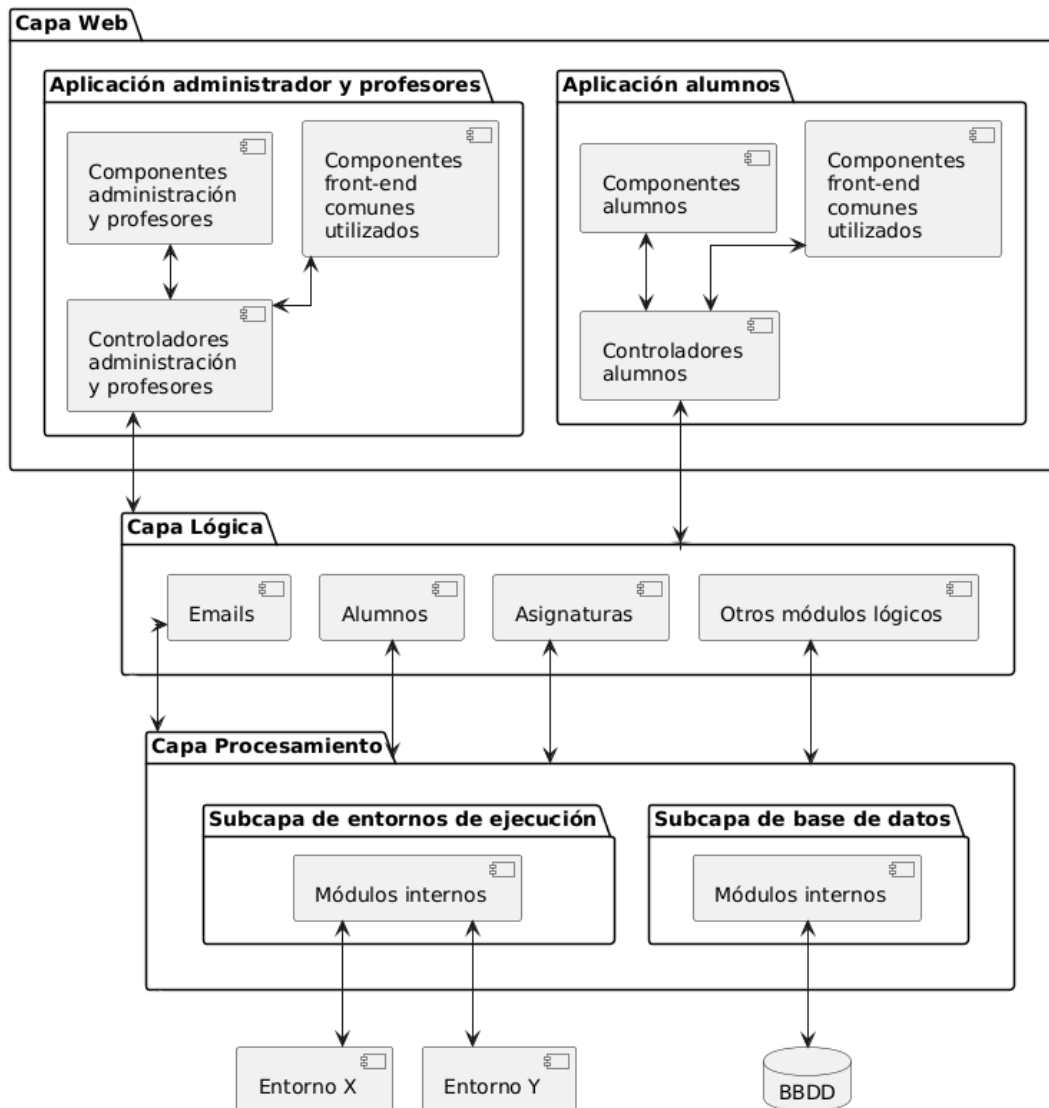 Capa Web
Aplicación administrador y profesores
Componentes
administración
y profesores
Componentes
front-end
comunes
utilizados
Controladores
administración
y profesores
Aplicación alumnos
Componentes
alumnos
Componentes
front-end
comunes
utilizados
Controladores
alumnos
Capa Lógica
Emails
Alumnos
Asignaturas
Otros módulos lógicos
Capa Procesamiento
Subcapa de entornos de ejecución
Módulos internos
Subcapa de base de datos
Módulos internos
Entorno X
Entorno Y
BBDD